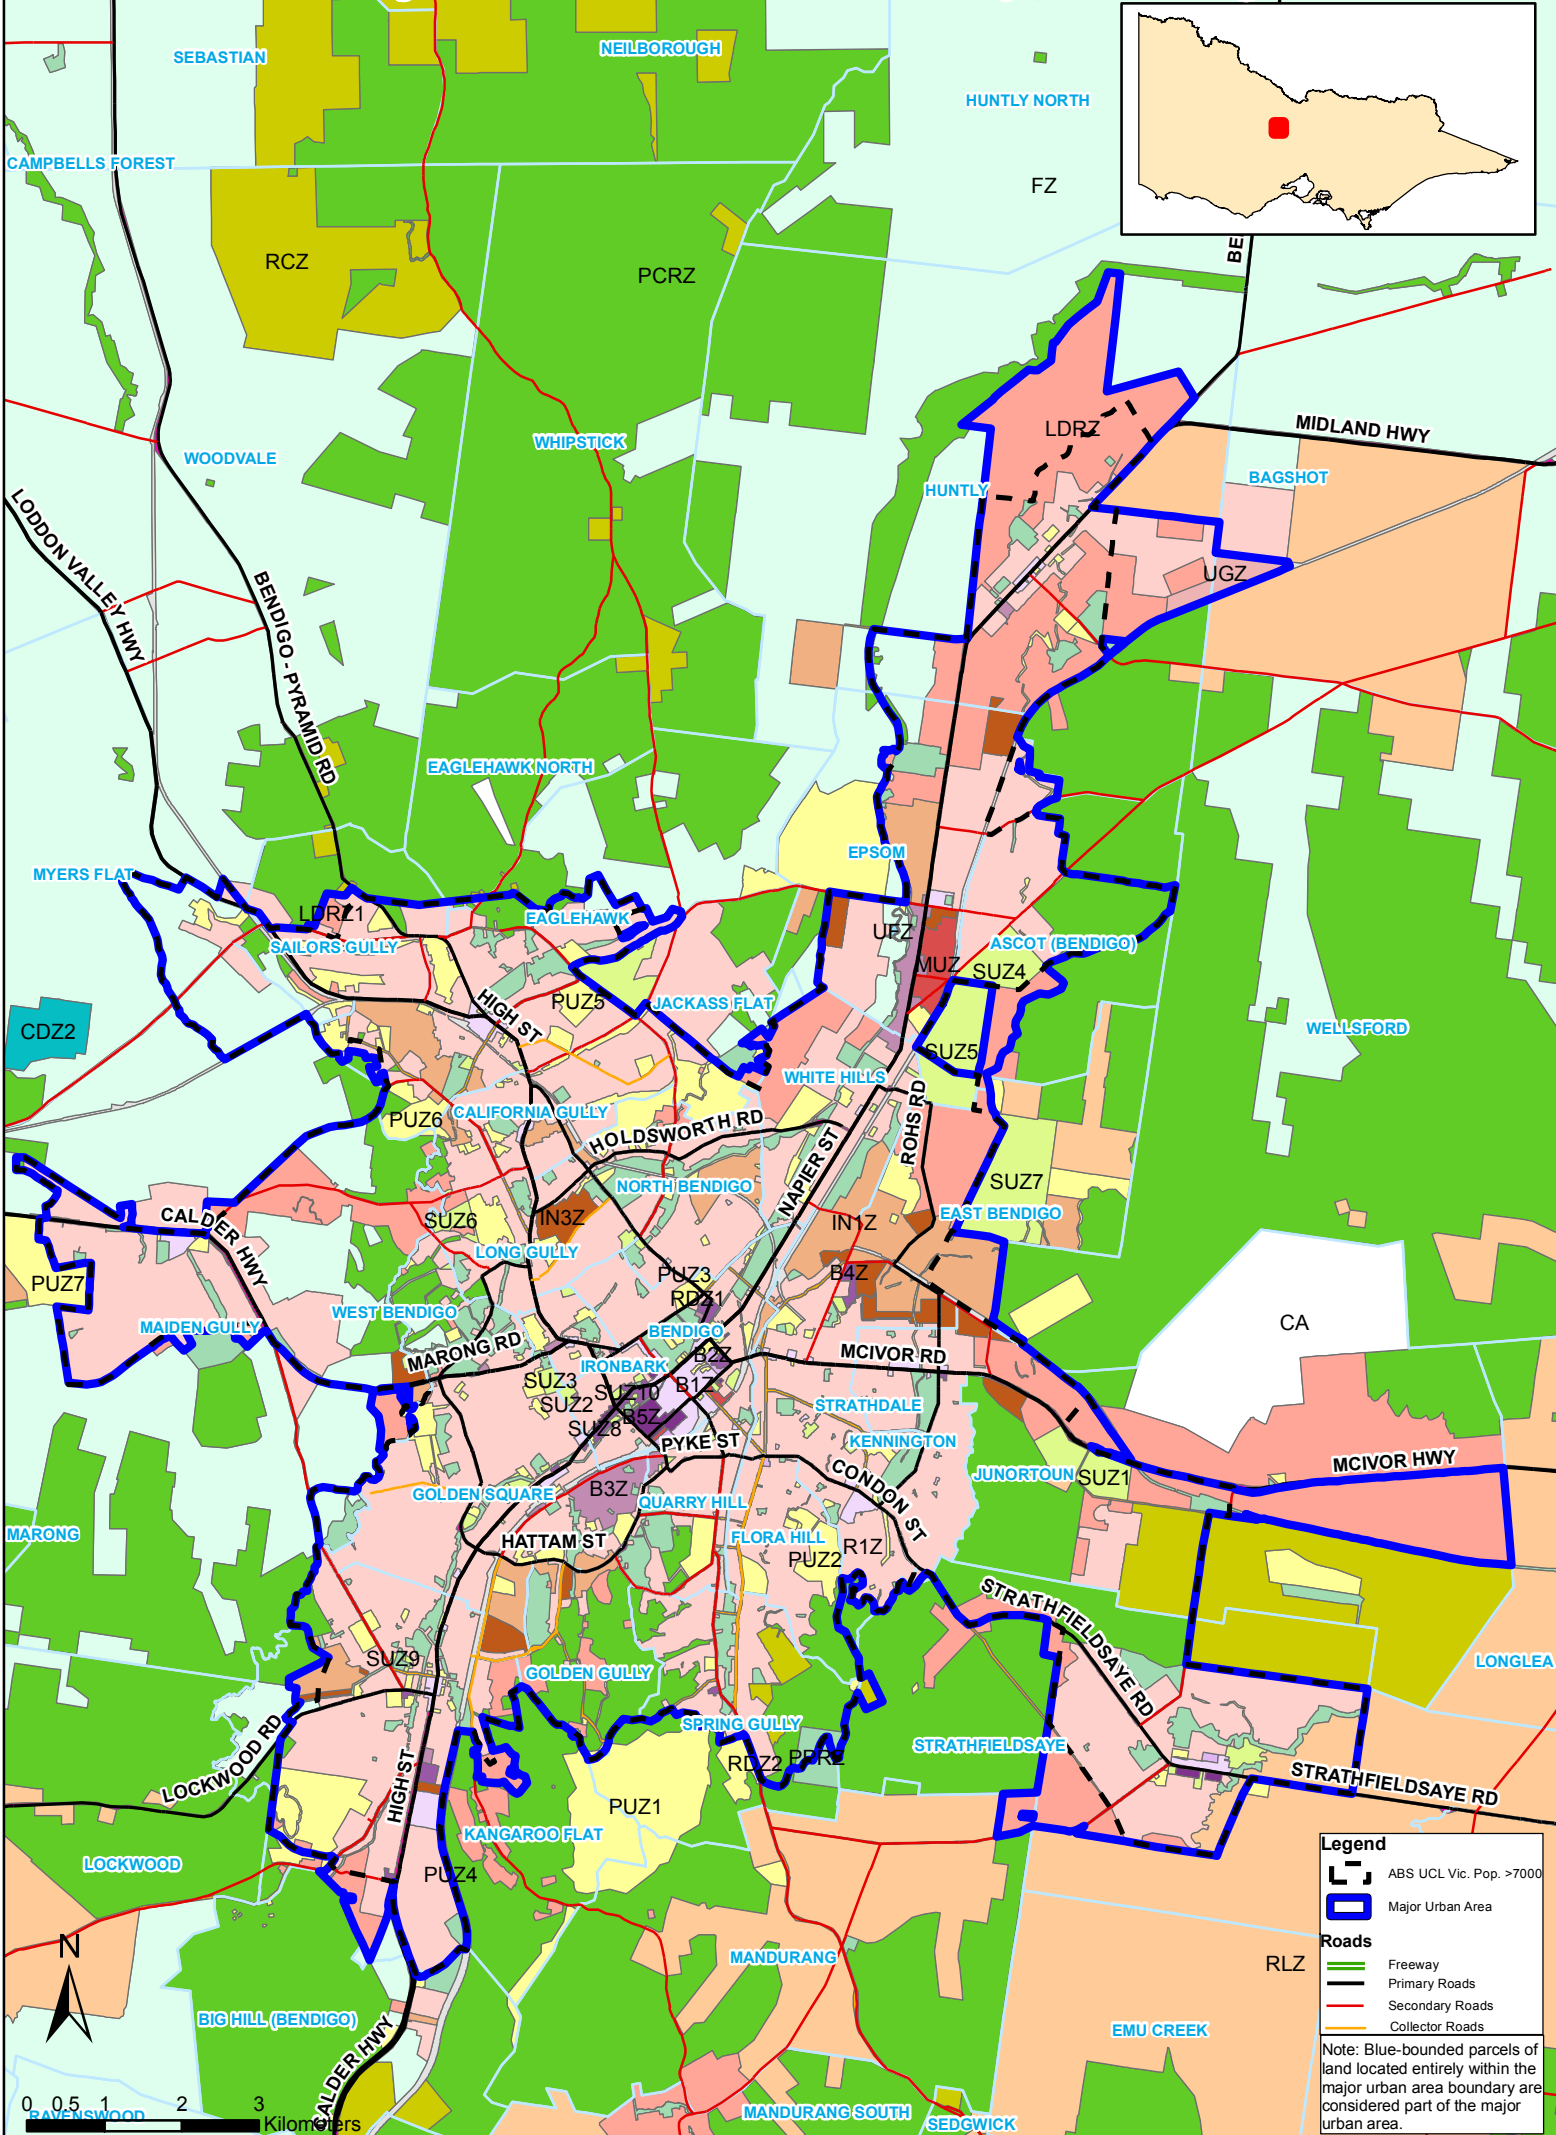 SEBASTIAN
NEILBOROUGH
HUNTLY NORTH
CAMPBELLS FOREST
FZ
RCZ
PCRZ
BE
LDRZ
MIDLAND HWY
WHIPSTICK
WOODVALE
BAGSHOT
HUNTLY
LODDON VALLEY HWY
UGZ
BENDIGO - PYRAMID RD
EAGLEHAWK NORTH
EPSOM
MYERS FLAT
LDRZ1
EAGLEHAWK
SAILORS GULLY
UFZ
ASCOT (BENDIGO)
MUZ
SUZ4
HIGH ST
PUZ5
JACKASS FLAT
CDZ2
WELLSFORD
SUZ5
WHITE HILLS
PUZ6
CALIFORNIA GULLY
HOLDSWORTH RD
ROHS RD
NAPIER ST
NORTH BENDIGO
SUZ7
SUZ6
IN3Z
IN1Z
EAST BENDIGO
CALDER HWY
LONG GULLY
PUZ7
PUZ3
B4Z
RDZ1
WEST BENDIGO
CA
MAIDEN GULLY
BENDIGO
MARONG RD
B2Z
MCIVOR RD
IRONBARK
SUZ3
SUZ10
B1Z
SUZ2
STRATHDALE
B5Z
SUZ8
PYKE ST
KENNINGTON
MCIVOR HWY
JUNORTOUN
SUZ1
CONDON ST
GOLDEN SQUARE
B3Z
QUARRY HILL
MARONG
HATTAM ST
FLORA HILL
R1Z
PUZ2
STRATHFIELDSAYE RD
SUZ9
GOLDEN GULLY
LONGLEA
SPRING GULLY
LOCKWOOD RD
STRATHFIELDSAYE
RDZ2
PPRZ
HIGH ST
STRATHFIELDSAYE RD
PUZ1
KANGAROO FLAT
LOCKWOOD
PUZ4
Legend
ABS UCL Vic. Pop. >7000
Major Urban Area
Roads
Freeway
Primary Roads
Secondary Roads
Collector Roads
Note: Blue-bounded parcels of
land located entirely within the
major urban area boundary are
considered part of the major
urban area.
N
MANDURANG
RLZ
BIG HILL (BENDIGO)
EMU CREEK
CALDER HWY
0 0.5 1 2 3
Kilometers
RAVENSWOOD
MANDURANG SOUTH
SEDGWICK